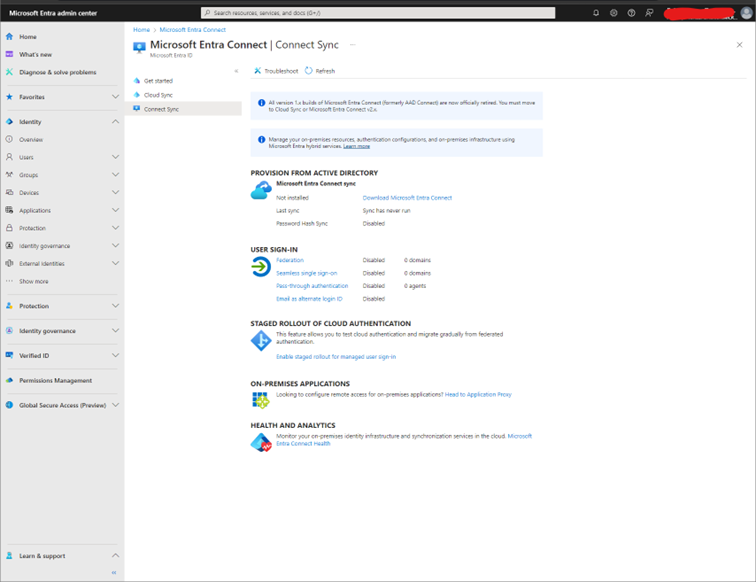 Microsoft Entra admin center
Search resources, services, and docs (G+/)
Home
What's new
Diagnose & solve problems
Favorites
Identity
Overview
Users
Groups
Devices
Applications
Protection
Identity governance
External Identities
Show more
Protection
Identity governance
Verified ID
Permissions Management
Global Secure Access (Preview)
Learn & support
Home > Microsoft Entra Connect
Microsoft Entra Connect | Connect Sync
Microsoft Entra ID
Get started
Cloud Sync
Connect Sync
Troubleshoot Refresh
All version 1.x builds of Microsoft Entra Connect (formerly AAD Connect) are now officially retired. You must move
to Cloud Sync or Microsoft Entra Connect v2.x.
Manage your on-premises resources, authentication configurations, and on-premises infrastructure using
Microsoft Entra hybrid services. Learn more
PROVISION FROM ACTIVE DIRECTORY
Microsoft Entra Connect sync
Not installed Download Microsoft Entra Connect
Last sync Sync has never run
Password Hash Sync Disabled
USER SIGN-IN
Federation Disabled 0 domains
Seamless single sign-on Disabled 0 domains
Pass-through authentication Disabled 0 agents
Email as alternate login ID Disabled
STAGED ROLLOUT OF CLOUD AUTHENTICATION
This feature allows you to test cloud authentication and migrate gradually from federated
authentication.
Enable staged rollout for managed user sign-in
ON-PREMISES APPLICATIONS
Looking to configure remote access for on-premises applications? Head to Application Proxy
HEALTH AND ANALYTICS
Monitor your on-premises identity infrastructure and synchronization services in the cloud. Microsoft
Entra Connect Health